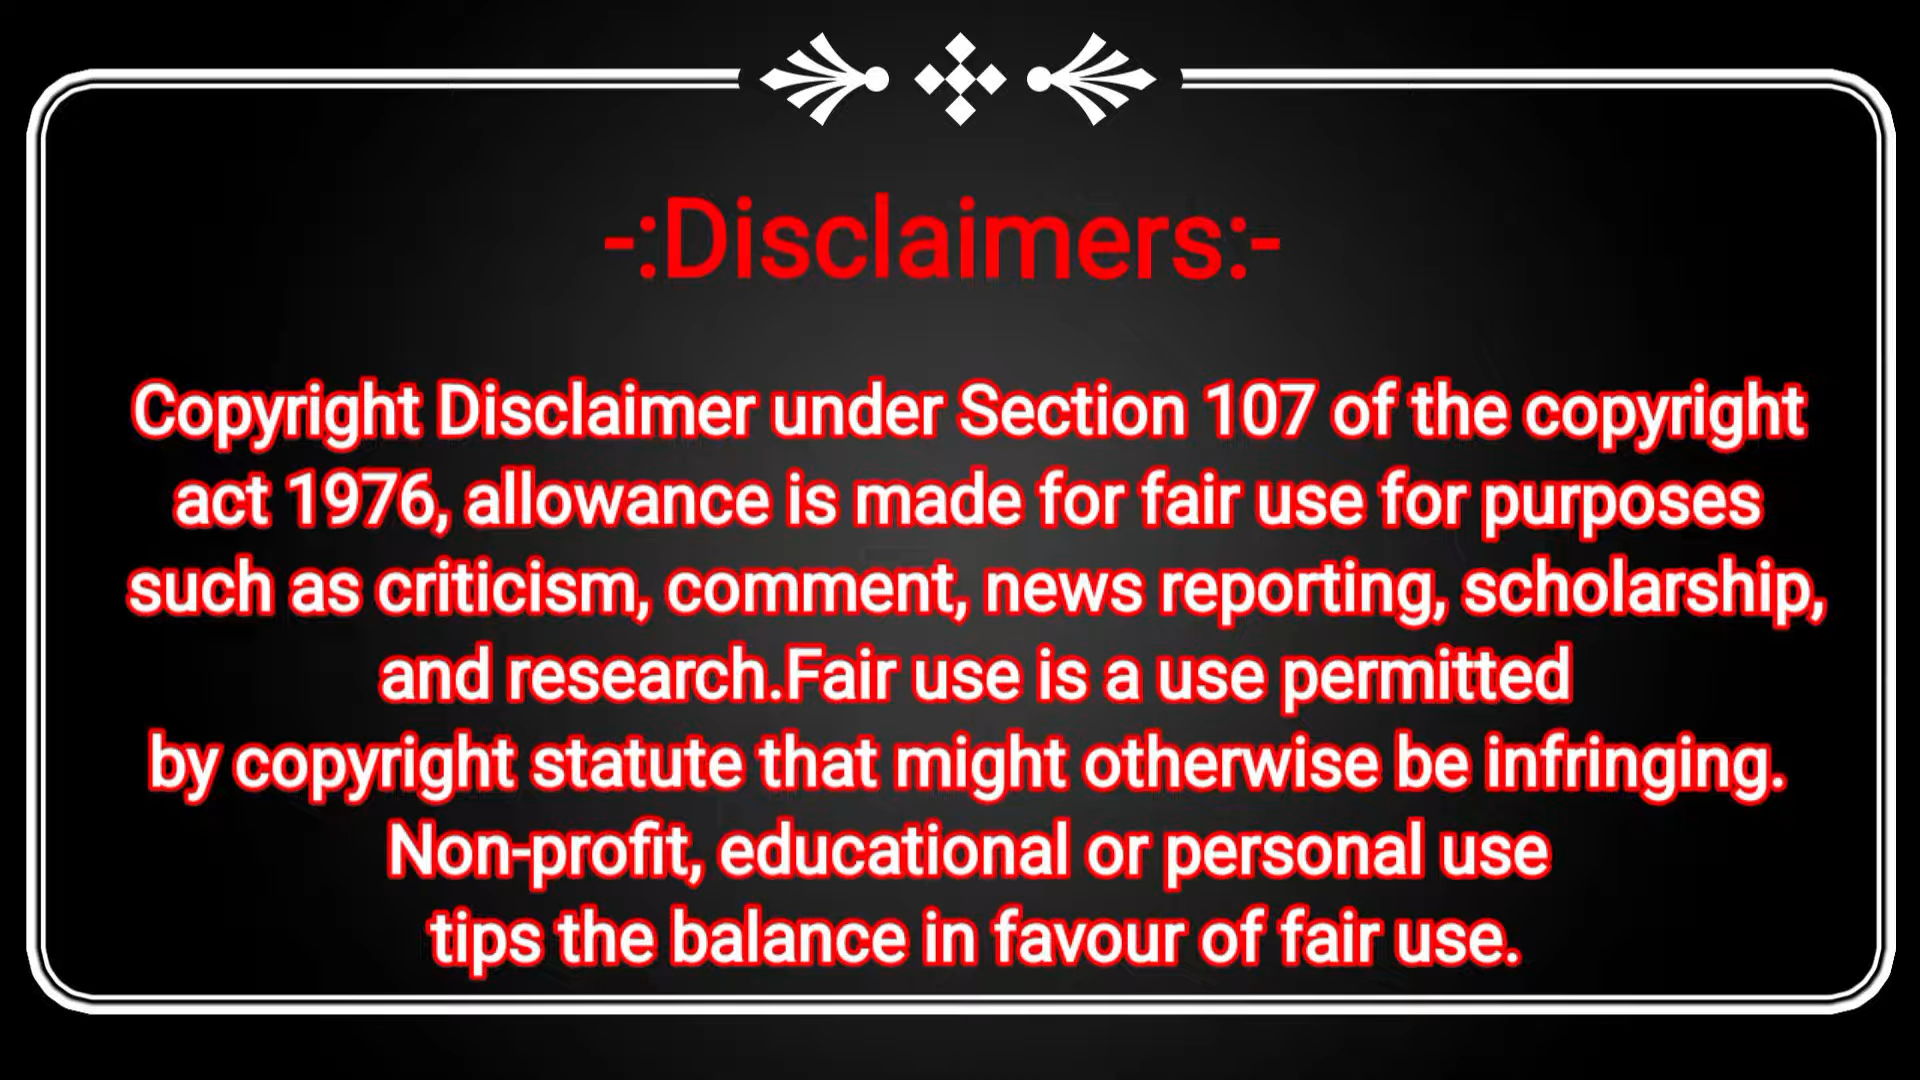 -:Disclaimers:-
Copyright Disclaimer under Section 107 of the copyright
act 1976, allowance is made for fair use for purposes
such as criticism, comment, news reporting, scholarship,
and research.Fair use is a use permitted
by copyright statute that might otherwise be infringing.
Non-profit, educational or personal use
tips the balance in favour of fair use.